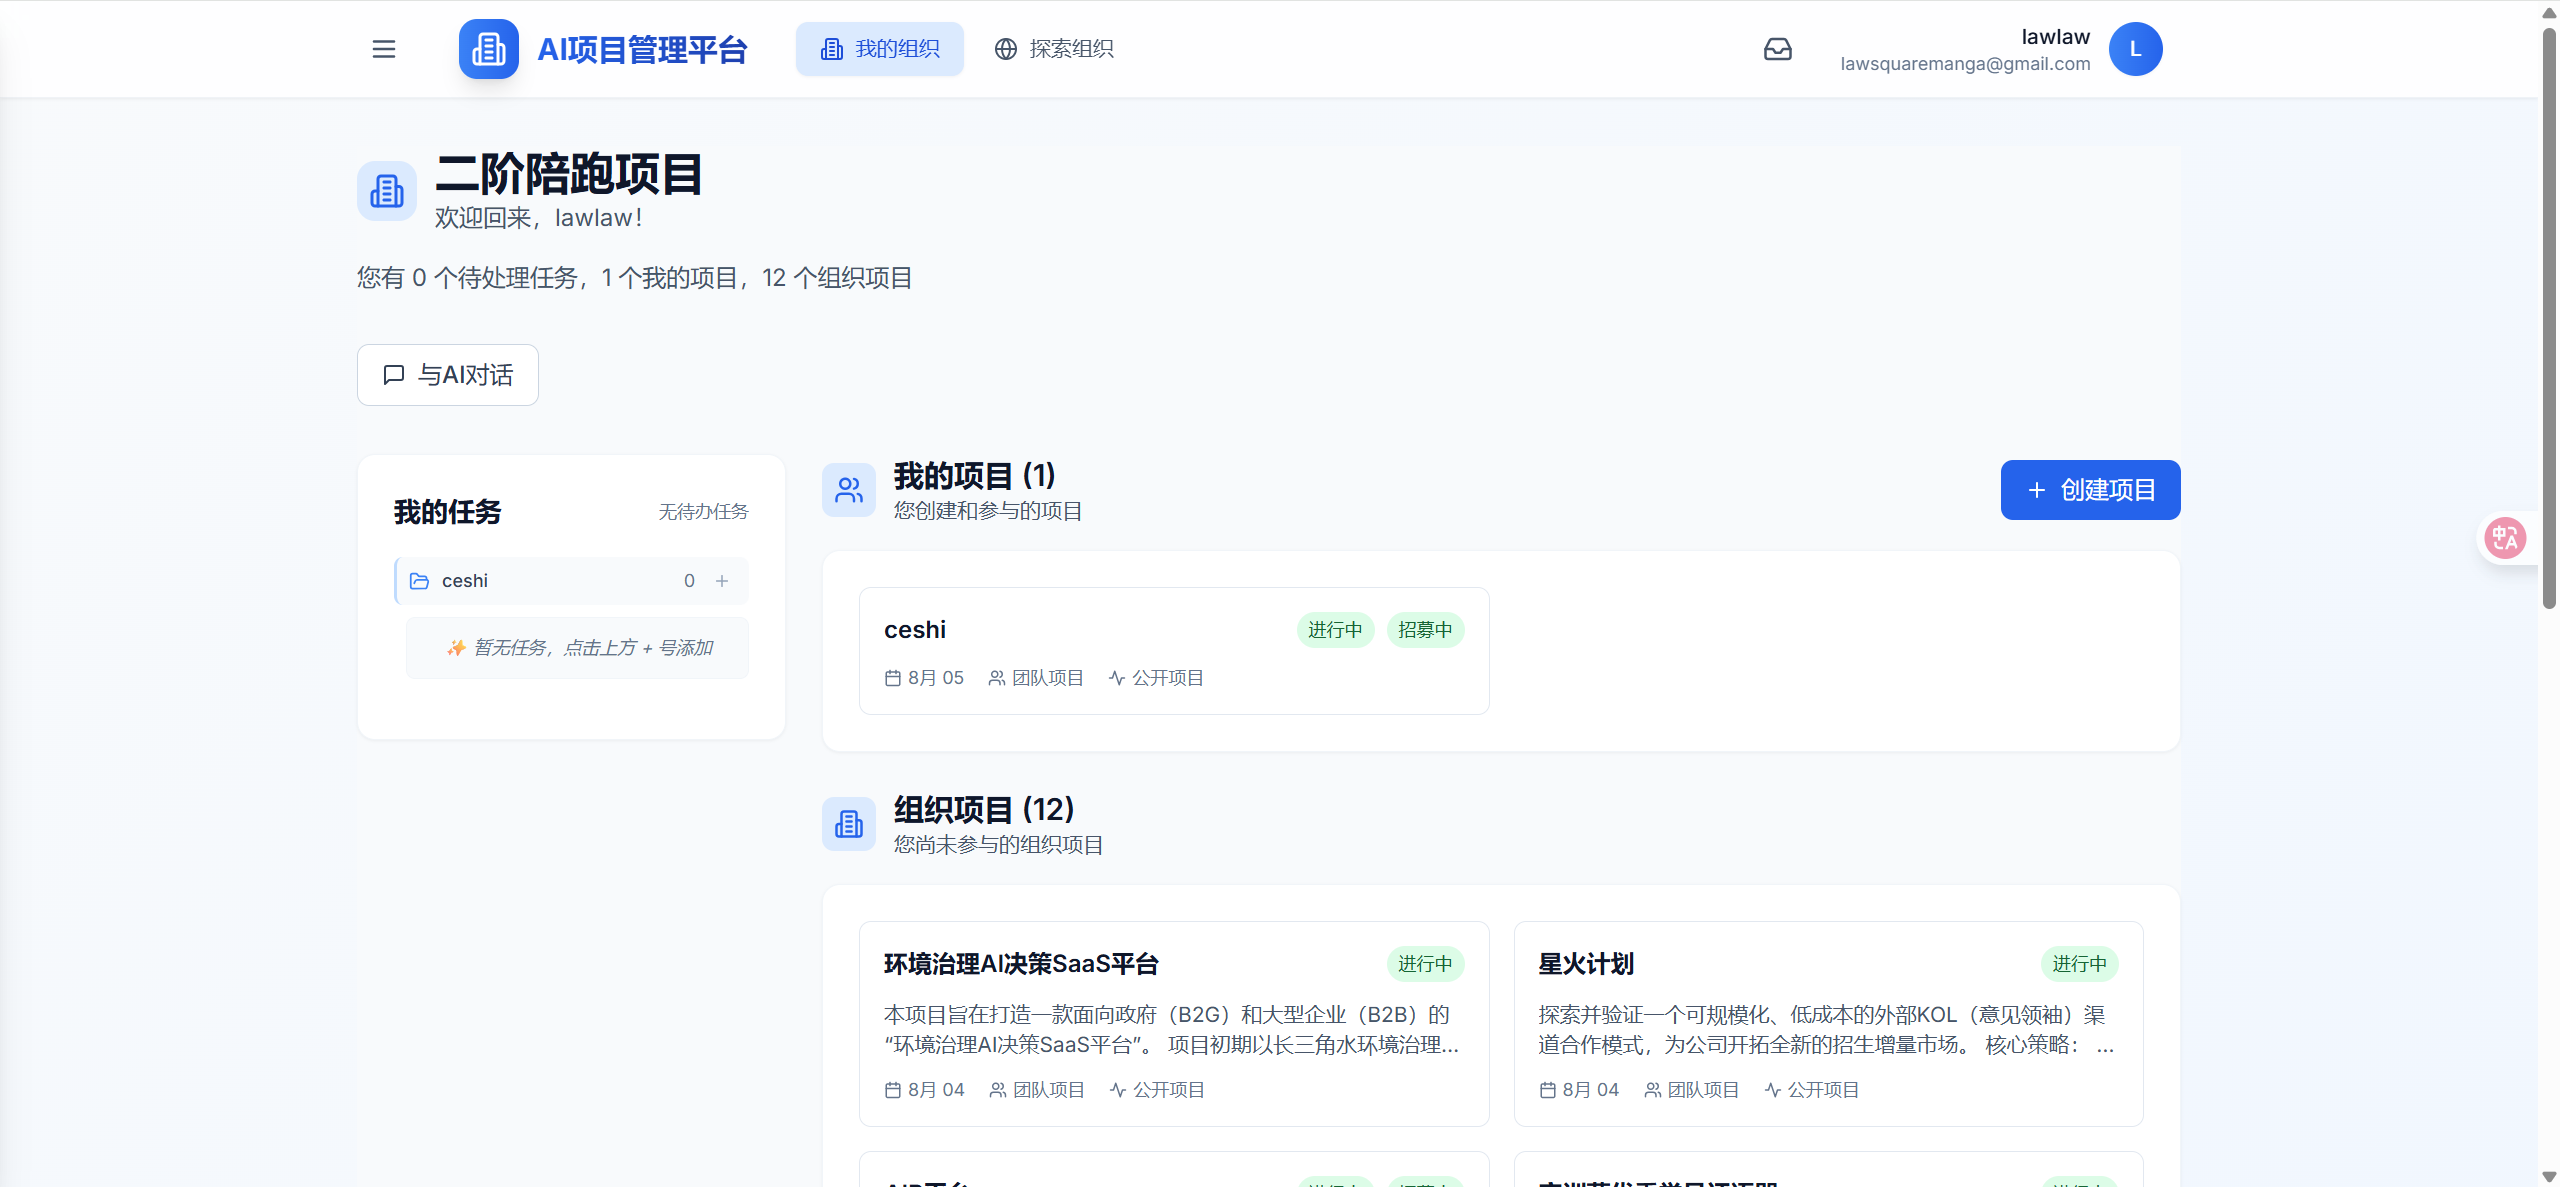 AI项目管理平台
我的组织
探索组织
lawlaw
lawsquaremanga@gmail.com
L
二阶陪跑项目
欢迎回来，lawlaw！
您有 0 个待处理任务，1 个我的项目，12 个组织项目
与AI对话
我的任务
无待办任务
ceshi
0
+
✨ 暂无任务，点击上方 + 号添加
我的项目 (1)
您创建和参与的项目
+ 创建项目
ceshi
进行中
招募中
8月 05
团队项目
公开项目
组织项目 (12)
您尚未参与的组织项目
环境治理AI决策SaaS平台
进行中
本项目旨在打造一款面向政府（B2G）和大型企业（B2B）的
“环境治理AI决策SaaS平台”。 项目初期以长三角水环境治理...
8月 04
团队项目
公开项目
星火计划
进行中
探索并验证一个可规模化、低成本的外部KOL（意见领袖）渠
道合作模式，为公司开拓全新的招生增量市场。 核心策略： ...
8月 04
团队项目
公开项目